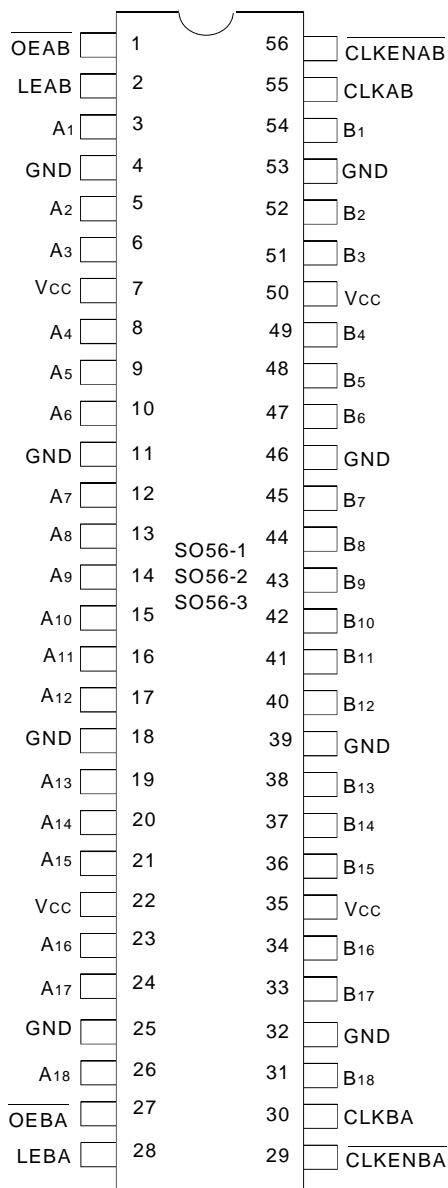 OEAB 1 56 CLKENAB
LEAB 2 55 CLKAB
A1 3 54 B1
GND 4 53 GND
A2 5 52 B2
A3 6 51 B3
VCC 7 50 VCC
A4 8 49 B4
A5 9 48 B5
A6 10 47 B6
GND 11 46 GND
A7 12 45 B7
A8 13 44 B8
SO56-1
A9 14 43 B9
SO56-2
SO56-3
A10 15 42 B10
A11 16 41 B11
A12 17 40 B12
GND 18 39 GND
A13 19 38 B13
A14 20 37 B14
A15 21 36 B15
VCC 22 35 VCC
A16 23 34 B16
A17 24 33 B17
GND 25 32 GND
A18 26 31 B18
OEBA 27 30 CLKBA
LEBA 28 29 CLKENBA